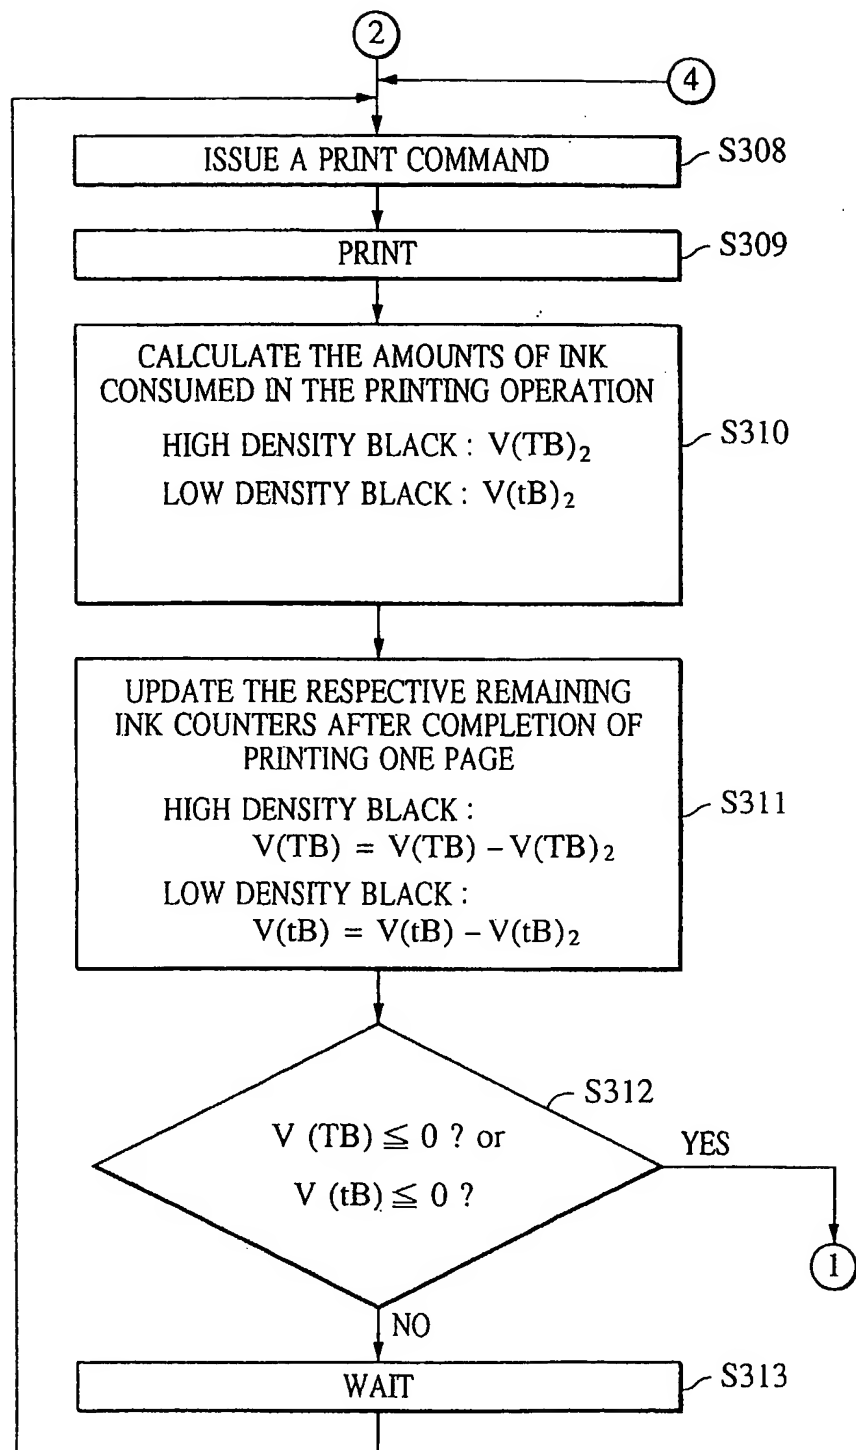 2
4
ISSUE A PRINT COMMAND
S308
PRINT
S309
CALCULATE THE AMOUNTS OF INK
CONSUMED IN THE PRINTING OPERATION
HIGH DENSITY BLACK : V(TB)₂
LOW DENSITY BLACK : V(tB)₂
S310
UPDATE THE RESPECTIVE REMAINING
INK COUNTERS AFTER COMPLETION OF
PRINTING ONE PAGE
HIGH DENSITY BLACK :
V(TB) = V(TB) – V(TB)₂
LOW DENSITY BLACK :
V(tB) = V(tB) – V(tB)₂
S311
S312
V (TB) ≦ 0 ? or
V (tB) ≦ 0 ?
YES
1
NO
WAIT
S313